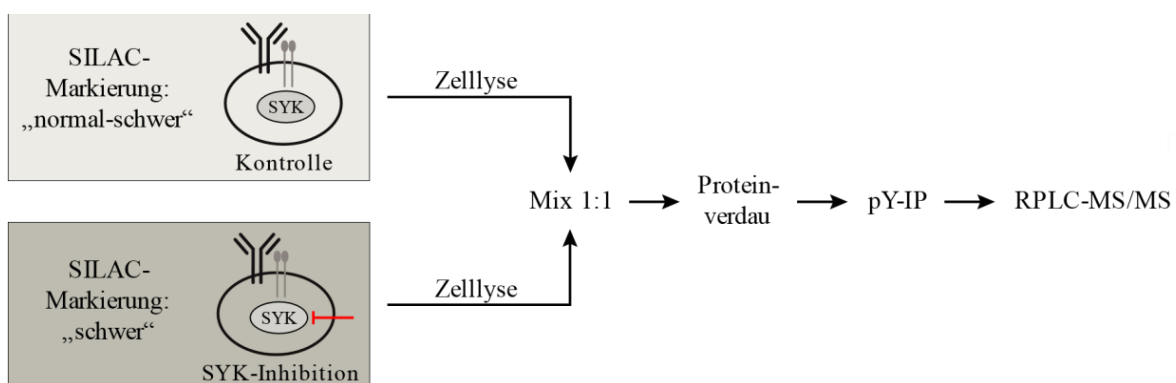 SILAC-
Markierung:
„normal-schwer“
SYK
Kontrolle
Zelllyse
Mix 1:1
Protein-
verdau
pY-IP
RPLC-MS/MS
SILAC-
Markierung:
„schwer“
SYK
SYK-Inhibition
Zelllyse